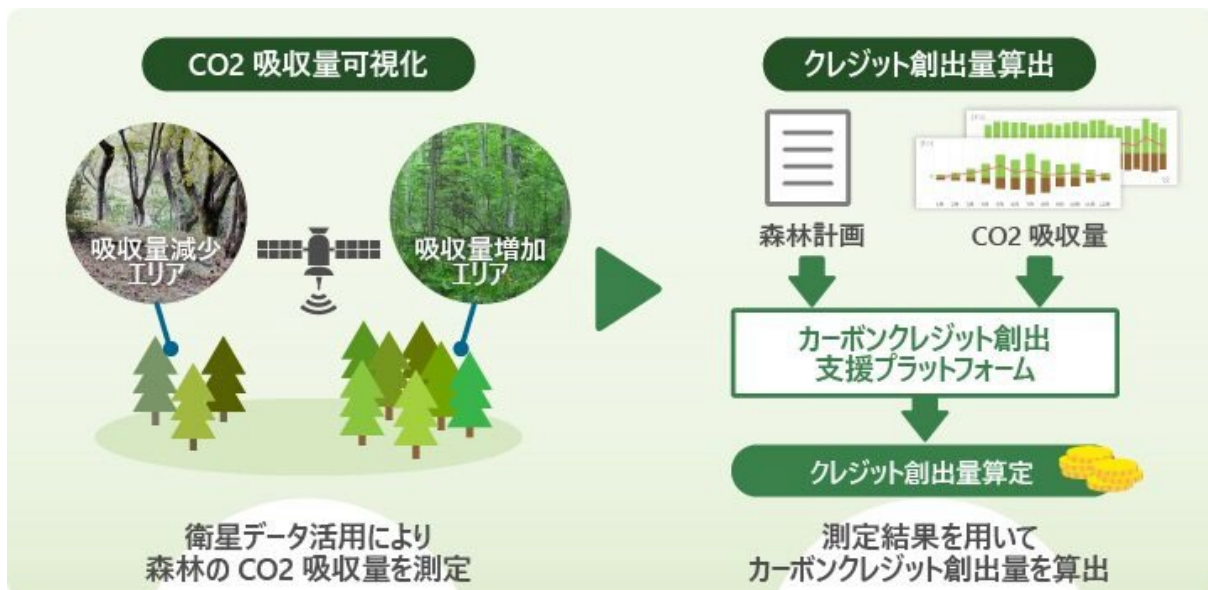 CO2 吸収量可視化
吸収量減少
エリア
吸収量増加
エリア
衛星データ活用により
森林の CO2 吸収量を測定
クレジット創出量算出
森林計画
CO2 吸収量
カーボンクレジット創出
支援プラットフォーム
クレジット創出量算定
測定結果を用いて
カーボンクレジット創出量を算出